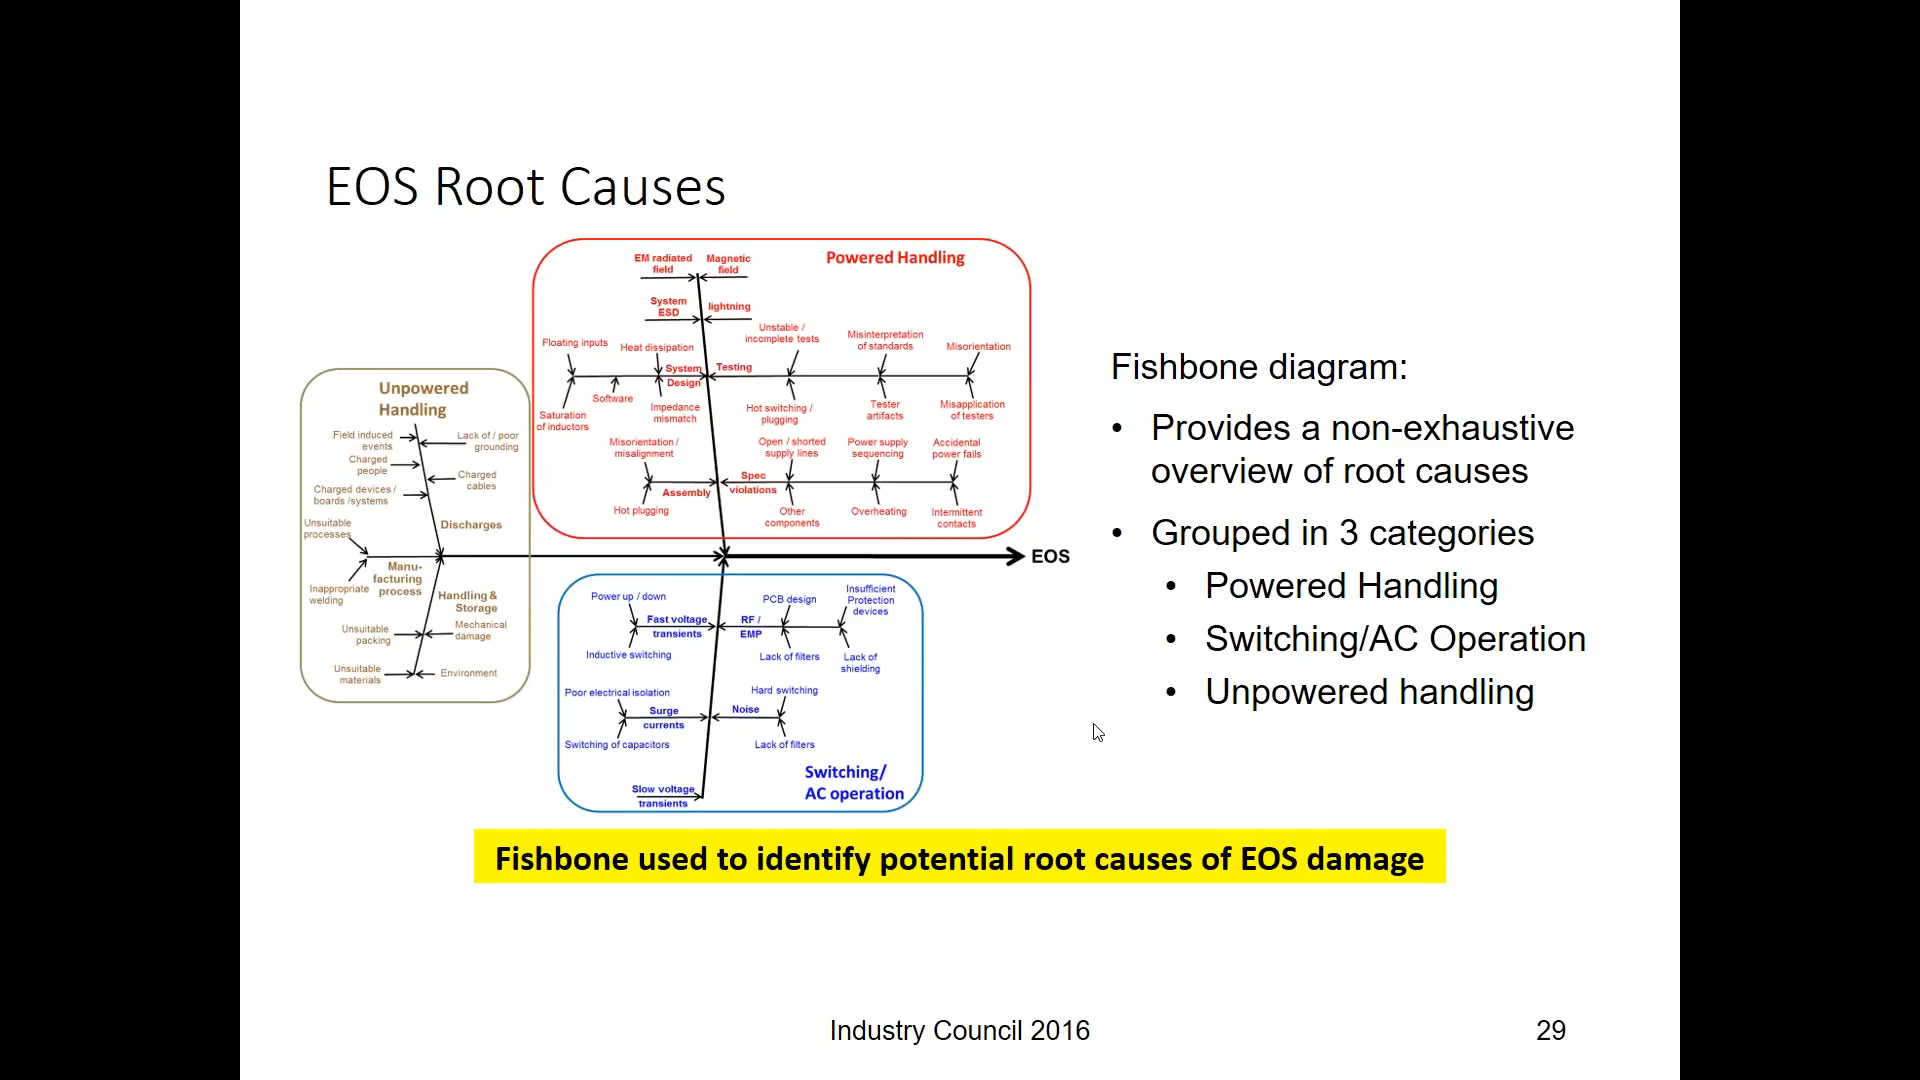 EOS Root Causes
Powered Handling
EM radiated
field
Magnetic
field
System
ESD
lightning
Floating inputs
Heat dissipation
Unstable /
incomplete tests
Misinterpretation
of standards
Misorientation
System
Design
Testing
Saturation
of inductors
Software
Impedance
mismatch
Hot switching /
plugging
Tester
artifacts
Misapplication
of testers
Misorientation /
misalignment
Open / shorted
supply lines
Power supply
sequencing
Accidental
power fails
Assembly
Spec
violations
Hot plugging
Other
components
Overheating
Intermittent
contacts
Unpowered
Handling
Field induced
events
Lack of / poor
grounding
Charged
people
Charged
cables
Charged devices /
boards /systems
Discharges
Unsuitable
processes
Manu-
facturing
process
Inappropriate
welding
Handling &
Storage
Unsuitable
packing
Mechanical
damage
Unsuitable
materials
Environment
EOS
Power up / down
PCB design
Insufficient
Protection
devices
Fast voltage
transients
RF /
EMP
Inductive switching
Lack of filters
Lack of
shielding
Poor electrical isolation
Hard switching
Surge
currents
Noise
Switching of capacitors
Lack of filters
Slow voltage
transients
Switching/
AC operation
Fishbone diagram:
• Provides a non-exhaustive
overview of root causes
• Grouped in 3 categories
• Powered Handling
• Switching/AC Operation
• Unpowered handling
Fishbone used to identify potential root causes of EOS damage
Industry Council 2016
29